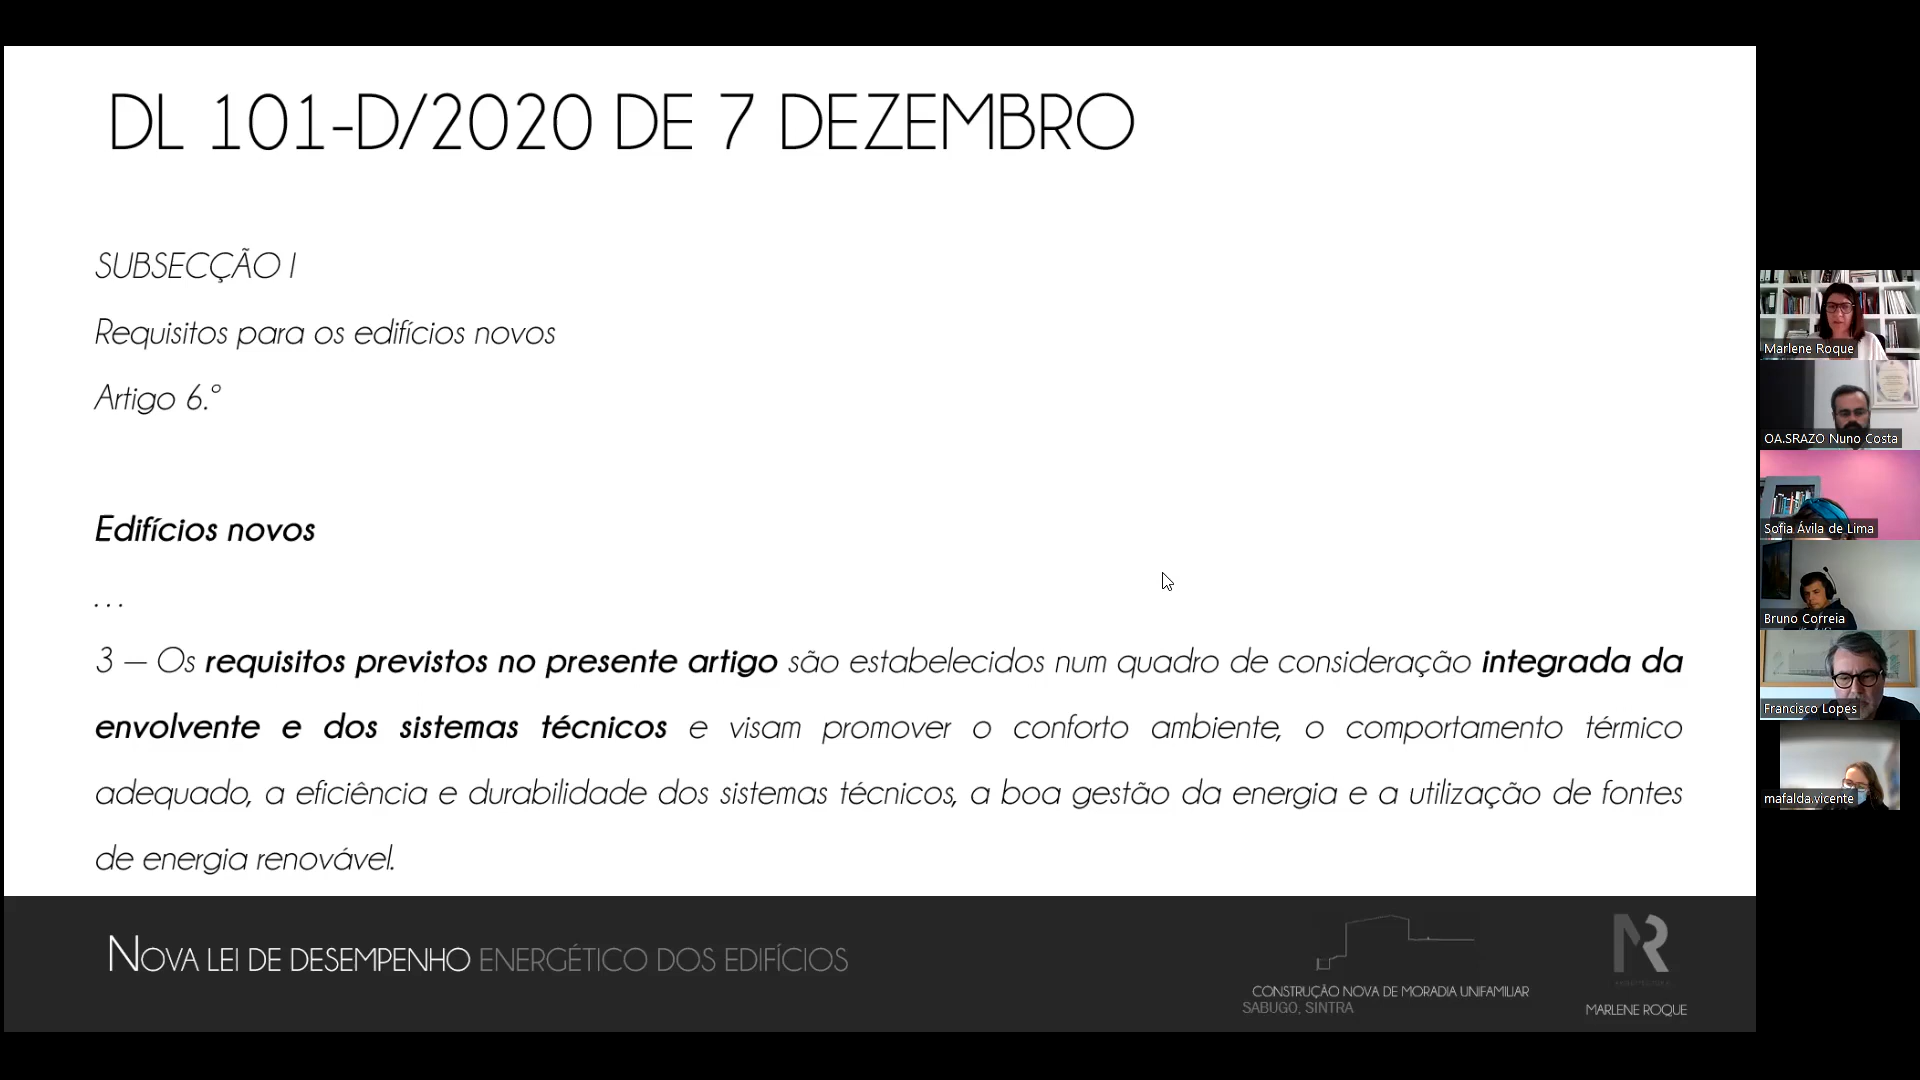 DL 101-D/2020 DE 7 DEZEMBRO
SUBSECÇÃO I
Requisitos para os edifícios novos
Artigo 6.º
Edifícios novos
...
3 — Os requisitos previstos no presente artigo são estabelecidos num quadro de consideração integrada da
envolvente e dos sistemas técnicos e visam promover o conforto ambiente, o comportamento térmico
adequado, a eficiência e durabilidade dos sistemas técnicos, a boa gestão da energia e a utilização de fontes
de energia renovável.
NOVA LEI DE DESEMPENHO ENERGÉTICO DOS EDIFÍCIOS
CONSTRUÇÃO NOVA DE MORADIA UNIFAMILIAR
SABUGO, SINTRA
MR
MARLENE ROQUE
Marlene Roque
OA.SRAZO Nuno Costa
Sofia Ávila de Lima
Bruno Correia
Francisco Lopes
mafalda.vicente